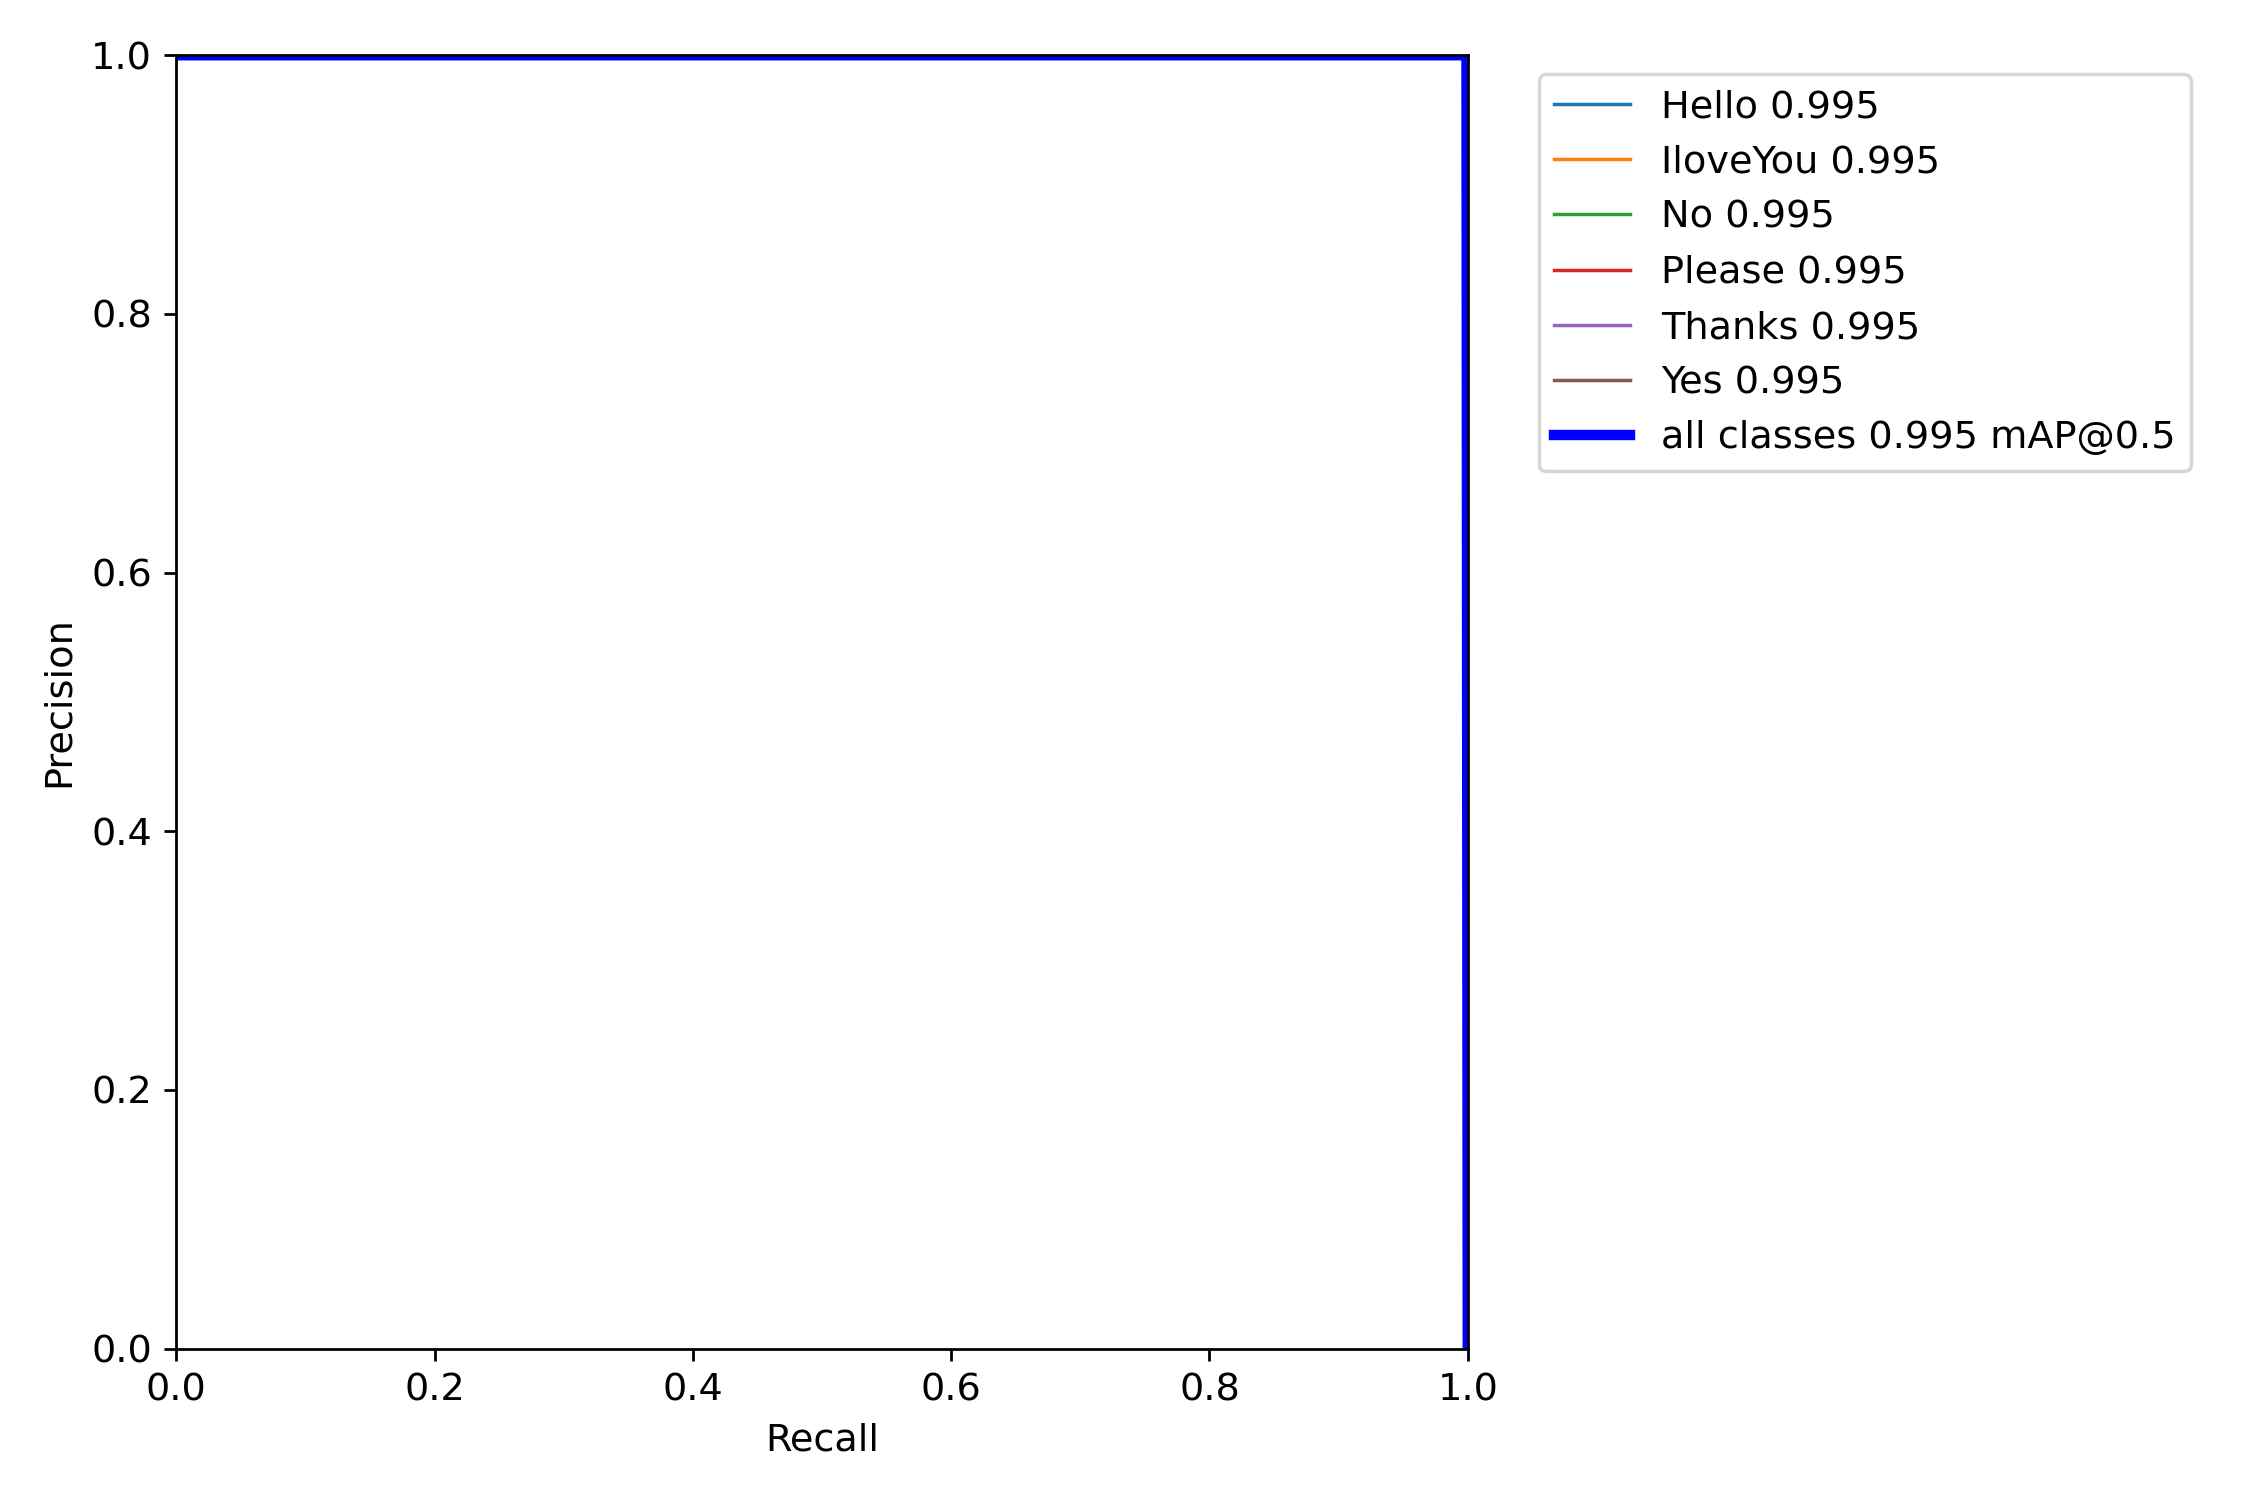 1.0
0.8
0.6
0.4
0.2
0.0
Precision
0.0 0.2 0.4 0.6 0.8 1.0
Recall
Hello 0.995
IloveYou 0.995
No 0.995
Please 0.995
Thanks 0.995
Yes 0.995
all classes 0.995 mAP@0.5